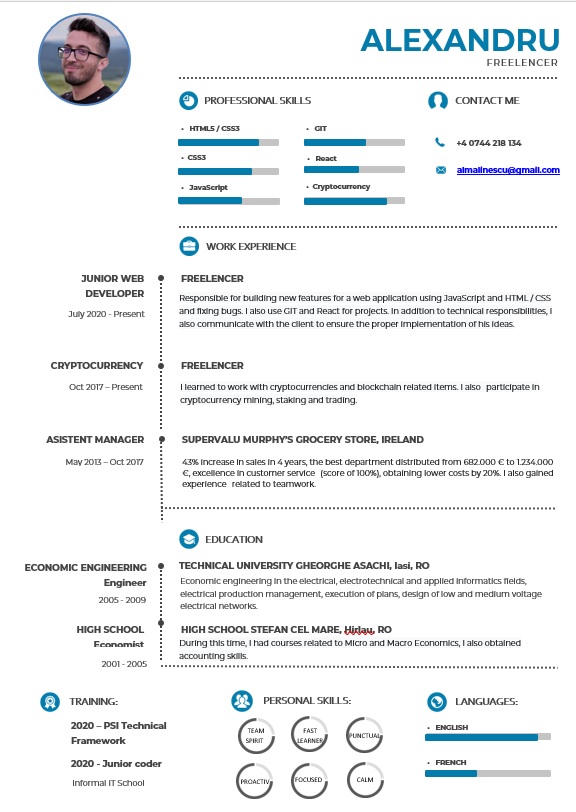 ALEXANDRU
FREELENCER
PROFESSIONAL SKILLS
• HTML5 / CSS3
• CSS3
• JavaScript
• GIT
• React
• Cryptocurrency
CONTACT ME
+4 0744 218 134
almalinescu@gmail.com
WORK EXPERIENCE
JUNIOR WEB
DEVELOPER
July 2020 - Present
FREELENCER
Responsible for building new features for a web application using JavaScript and HTML / CSS
and fixing bugs. I also use GIT and React for projects. In addition to technical responsibilities, I
also communicate with the client to ensure the proper implementation of his ideas.
CRYPTOCURRENCY
Oct 2017 – Present
FREELENCER
I learned to work with cryptocurrencies and blockchain related items. I also participate in
cryptocurrency mining, staking and trading.
ASISTENT MANAGER
May 2013 – Oct 2017
SUPERVALU MURPHY'S GROCERY STORE, IRELAND
43% increase in sales in 4 years, the best department distributed from 682.000 € to 1.234.000
€, excellence in customer service (score of 100%), obtaining lower costs by 20%. I also gained
experience related to teamwork.
EDUCATION
ECONOMIC ENGINEERING
Engineer
2005 - 2009
TECHNICAL UNIVERSITY GHEORGHE ASACHI, Iasi, RO
Economic engineering in the electrical, electrotechnical and applied informatics fields,
electrical production management, execution of plans, design of low and medium voltage
electrical networks.
HIGH SCHOOL
Economist
2001 - 2005
HIGH SCHOOL STEFAN CEL MARE, Hirlau, RO
During this time, I had courses related to Micro and Macro Economics, I also obtained
accounting skills.
TRAINING:
2020 – PSI Technical
Framework
2020 - Junior coder
Informal IT School
PERSONAL SKILLS:
TEAM
SPIRIT
FAST
LEARNER
PUNCTUAL
PROACTIV
FOCUSED
CALM
LANGUAGES:
• ENGLISH
• FRENCH